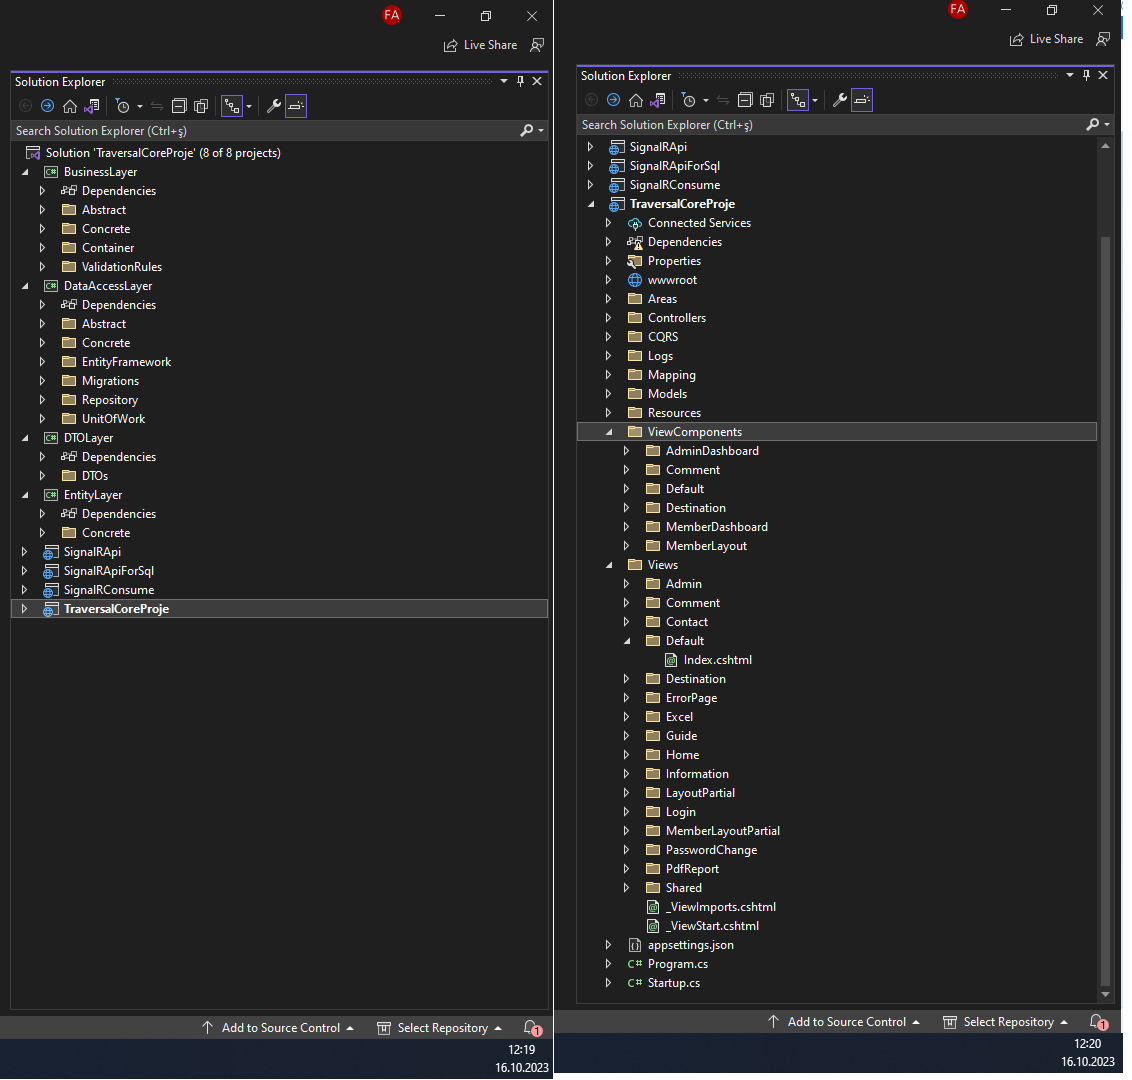 FA
Live Share
Solution Explorer
Search Solution Explorer (Ctrl+ş)
Solution 'TraversalCoreProje' (8 of 8 projects)
BusinessLayer
Dependencies
Abstract
Concrete
Container
ValidationRules
DataAccessLayer
Dependencies
Abstract
Concrete
EntityFramework
Migrations
Repository
UnitOfWork
DTOLayer
Dependencies
DTOs
EntityLayer
Dependencies
Concrete
SignalRApi
SignalRApiForSql
SignalRConsume
TraversalCoreProje
Add to Source Control
Select Repository
1
12:19
16.10.2023
FA
Live Share
Solution Explorer
Search Solution Explorer (Ctrl+ş)
SignalRApi
SignalRApiForSql
SignalRConsume
TraversalCoreProje
Connected Services
Dependencies
Properties
wwwroot
Areas
Controllers
CQRS
Logs
Mapping
Models
Resources
ViewComponents
AdminDashboard
Comment
Default
Destination
MemberDashboard
MemberLayout
Views
Admin
Comment
Contact
Default
Index.cshtml
Destination
ErrorPage
Excel
Guide
Home
Information
LayoutPartial
Login
MemberLayoutPartial
PasswordChange
PdfReport
Shared
_ViewImports.cshtml
_ViewStart.cshtml
appsettings.json
C# Program.cs
C# Startup.cs
Add to Source Control
Select Repository
1
12:20
16.10.2023